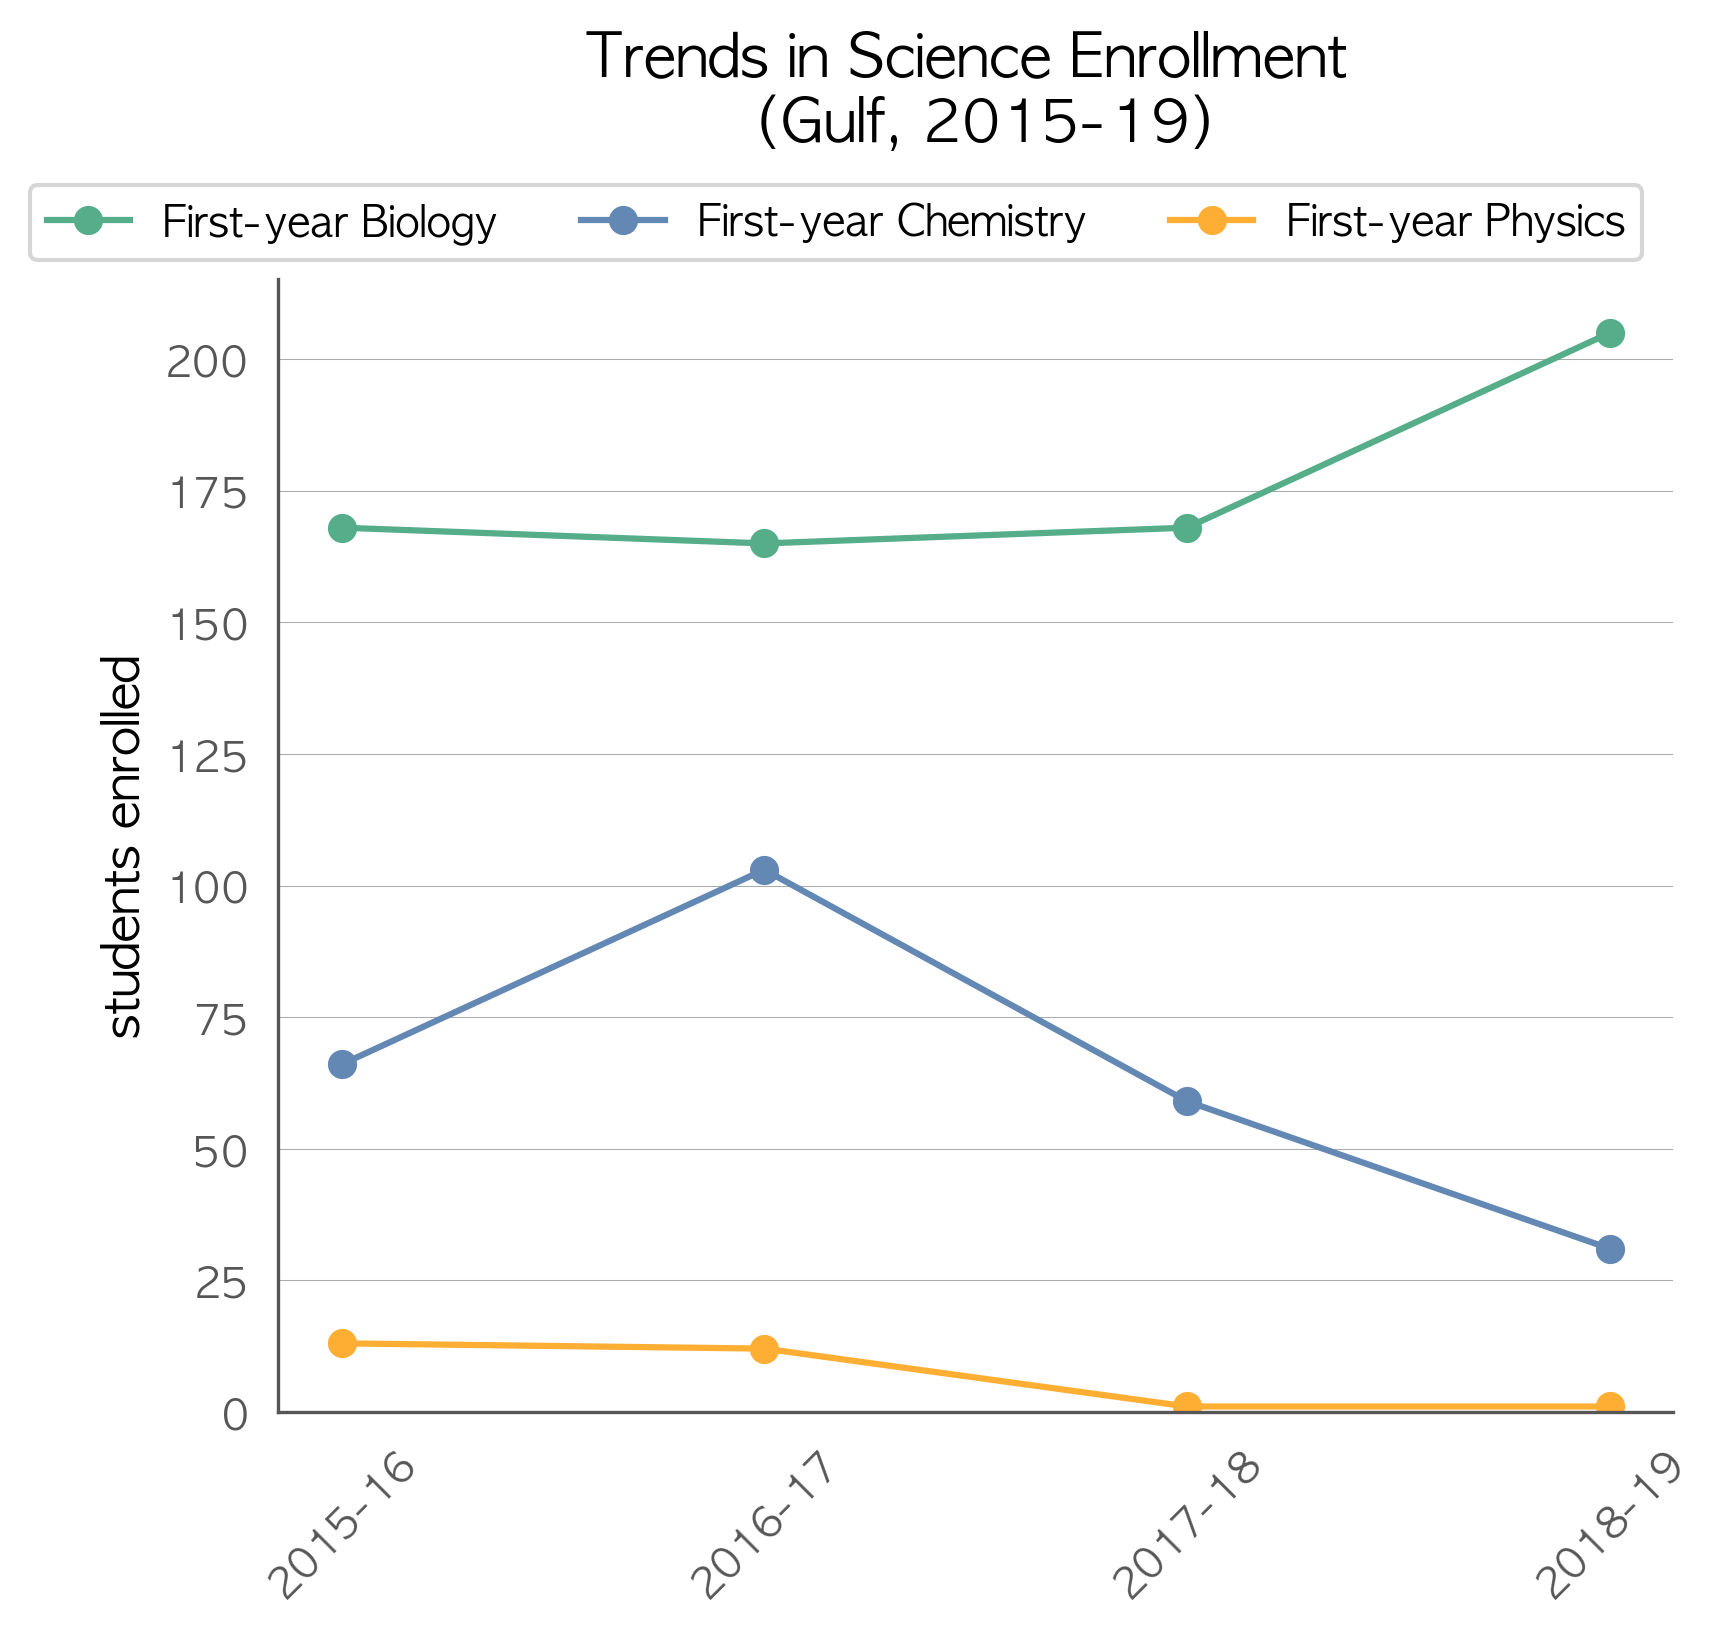 Trends in Science Enrollment
(Gulf, 2015-19)
First-year Biology
First-year Chemistry
First-year Physics
students enrolled
200
175
150
125
100
75
50
25
0
2015-16
2016-17
2017-18
2018-19